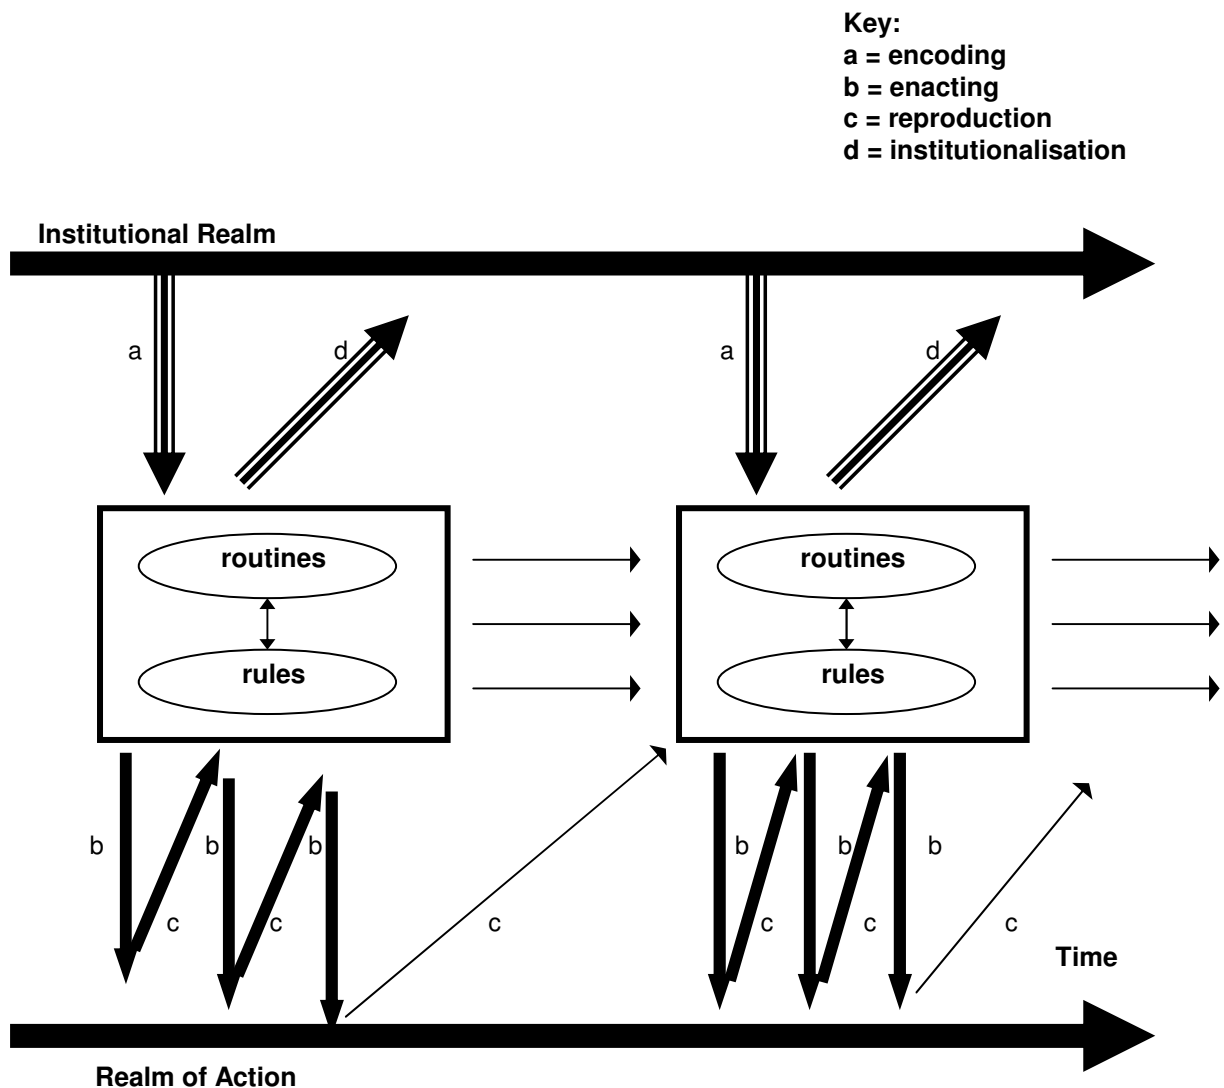 Key:
a = encoding
b = enacting
c = reproduction
d = institutionalisation
Institutional Realm
a
d
a
d
routines
routines
rules
rules
b
b
b
b
b
b
c
c
c
c
c
c
Time
Realm of Action